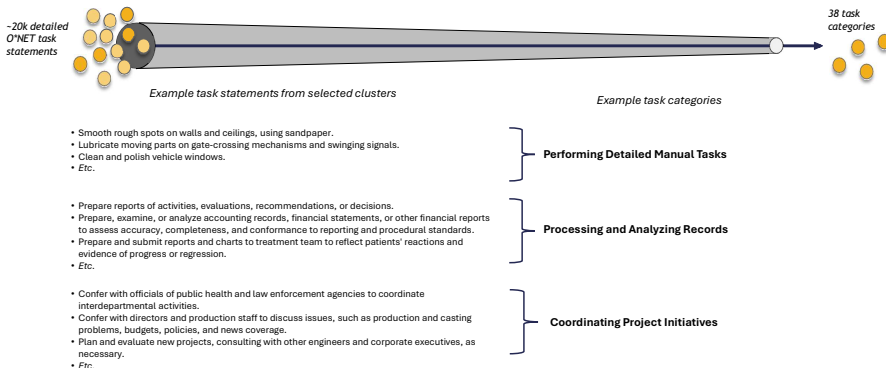 ~20k detailed
O*NET task
statements
38 task
categories
Example task statements from selected clusters
Example task categories
• Smooth rough spots on walls and ceilings, using sandpaper.
• Lubricate moving parts on gate-crossing mechanisms and swinging signals.
• Clean and polish vehicle windows.
• Etc.
Performing Detailed Manual Tasks
• Prepare reports of activities, evaluations, recommendations, or decisions.
• Prepare, examine, or analyze accounting records, financial statements, or other financial reports
to assess accuracy, completeness, and conformance to reporting and procedural standards.
• Prepare and submit reports and charts to treatment team to reflect patients' reactions and
evidence of progress or regression.
• Etc.
Processing and Analyzing Records
• Confer with officials of public health and law enforcement agencies to coordinate
interdepartmental activities.
• Confer with directors and production staff to discuss issues, such as production and casting
problems, budgets, policies, and news coverage.
• Plan and evaluate new projects, consulting with other engineers and corporate executives, as
necessary.
• Etc.
Coordinating Project Initiatives